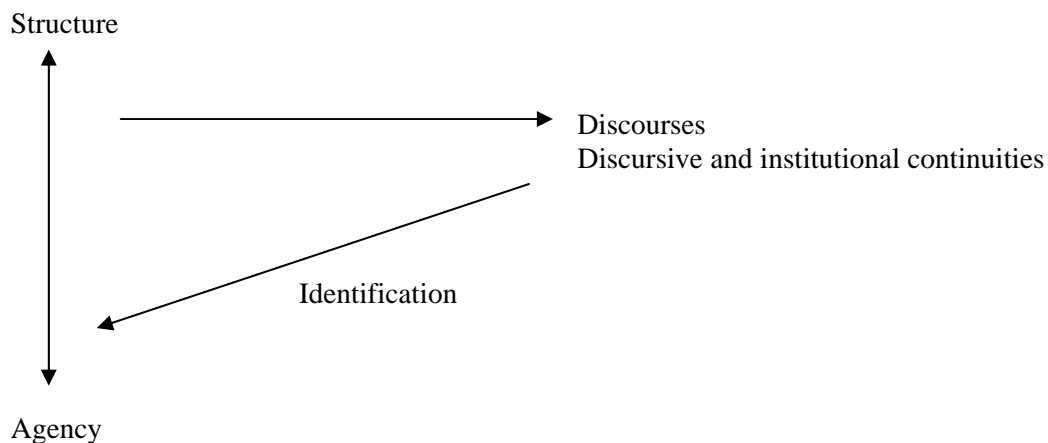 Structure
Discourses
Discursive and institutional continuities
Identification
Agency